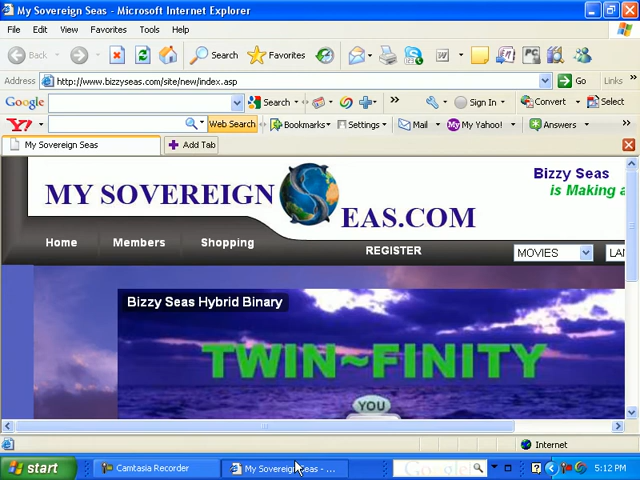 My Sovereign Seas - Microsoft Internet Explorer
File Edit View Favorites Tools Help
Back Search Favorites
Address http://www.bizzyseas.com/site/new/index.asp Go Links
Google Search Sign In Convert Select
Y! Web Search Bookmarks Settings Mail My Yahoo! Answers
My Sovereign Seas Add Tab
MY SOVEREIGN SEAS.COM
Bizzy Seas
is Making a
Home Members Shopping REGISTER MOVIES LAN
Bizzy Seas Hybrid Binary
TWIN~FINITY
YOU
Internet
start Camtasia Recorder My Sovereign Seas - ... Google 5:12 PM